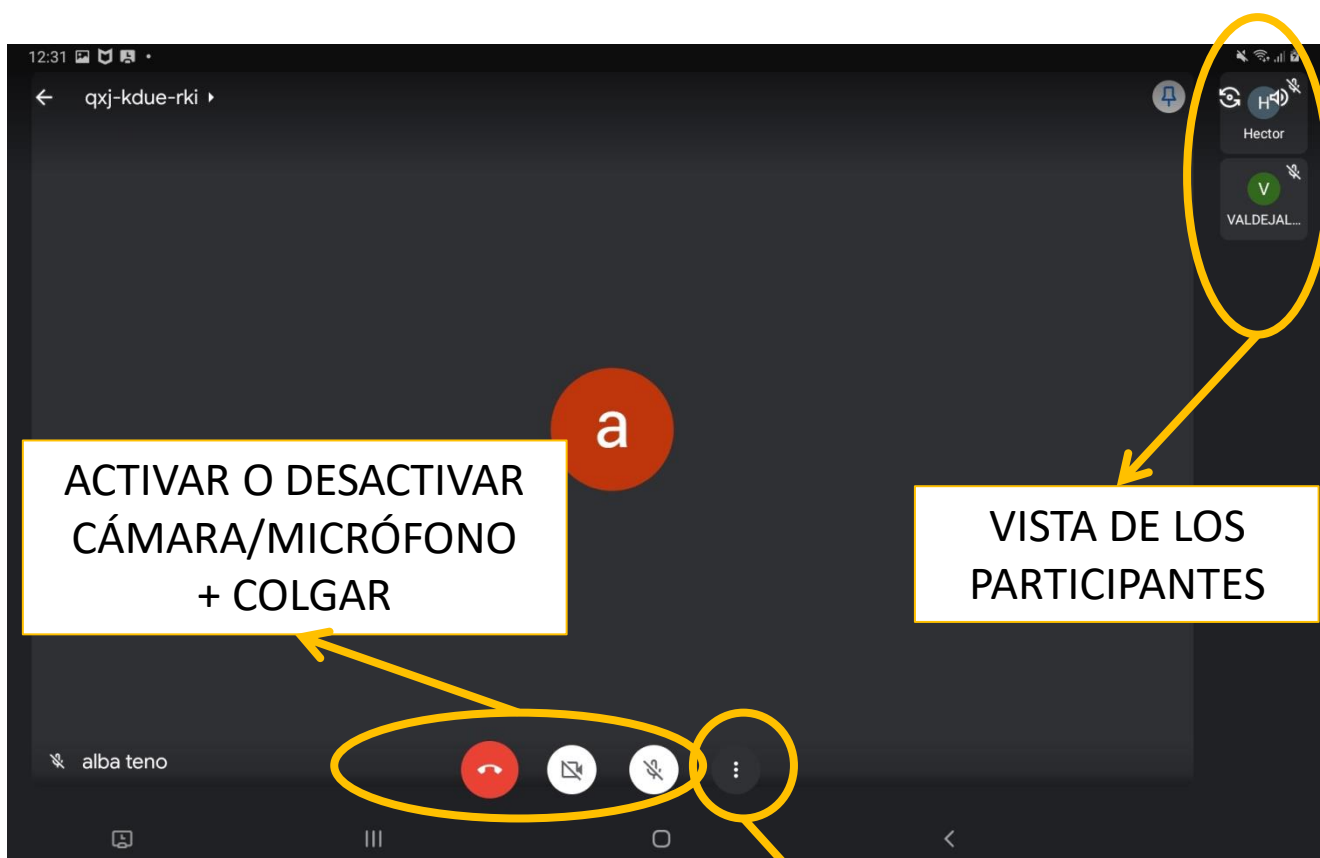 12:31
qxj-kdue-rki
H
Hector
V
VALDEJAL...
a
ACTIVAR O DESACTIVAR
CÁMARA/MICRÓFONO
+ COLGAR
VISTA DE LOS
PARTICIPANTES
alba teno